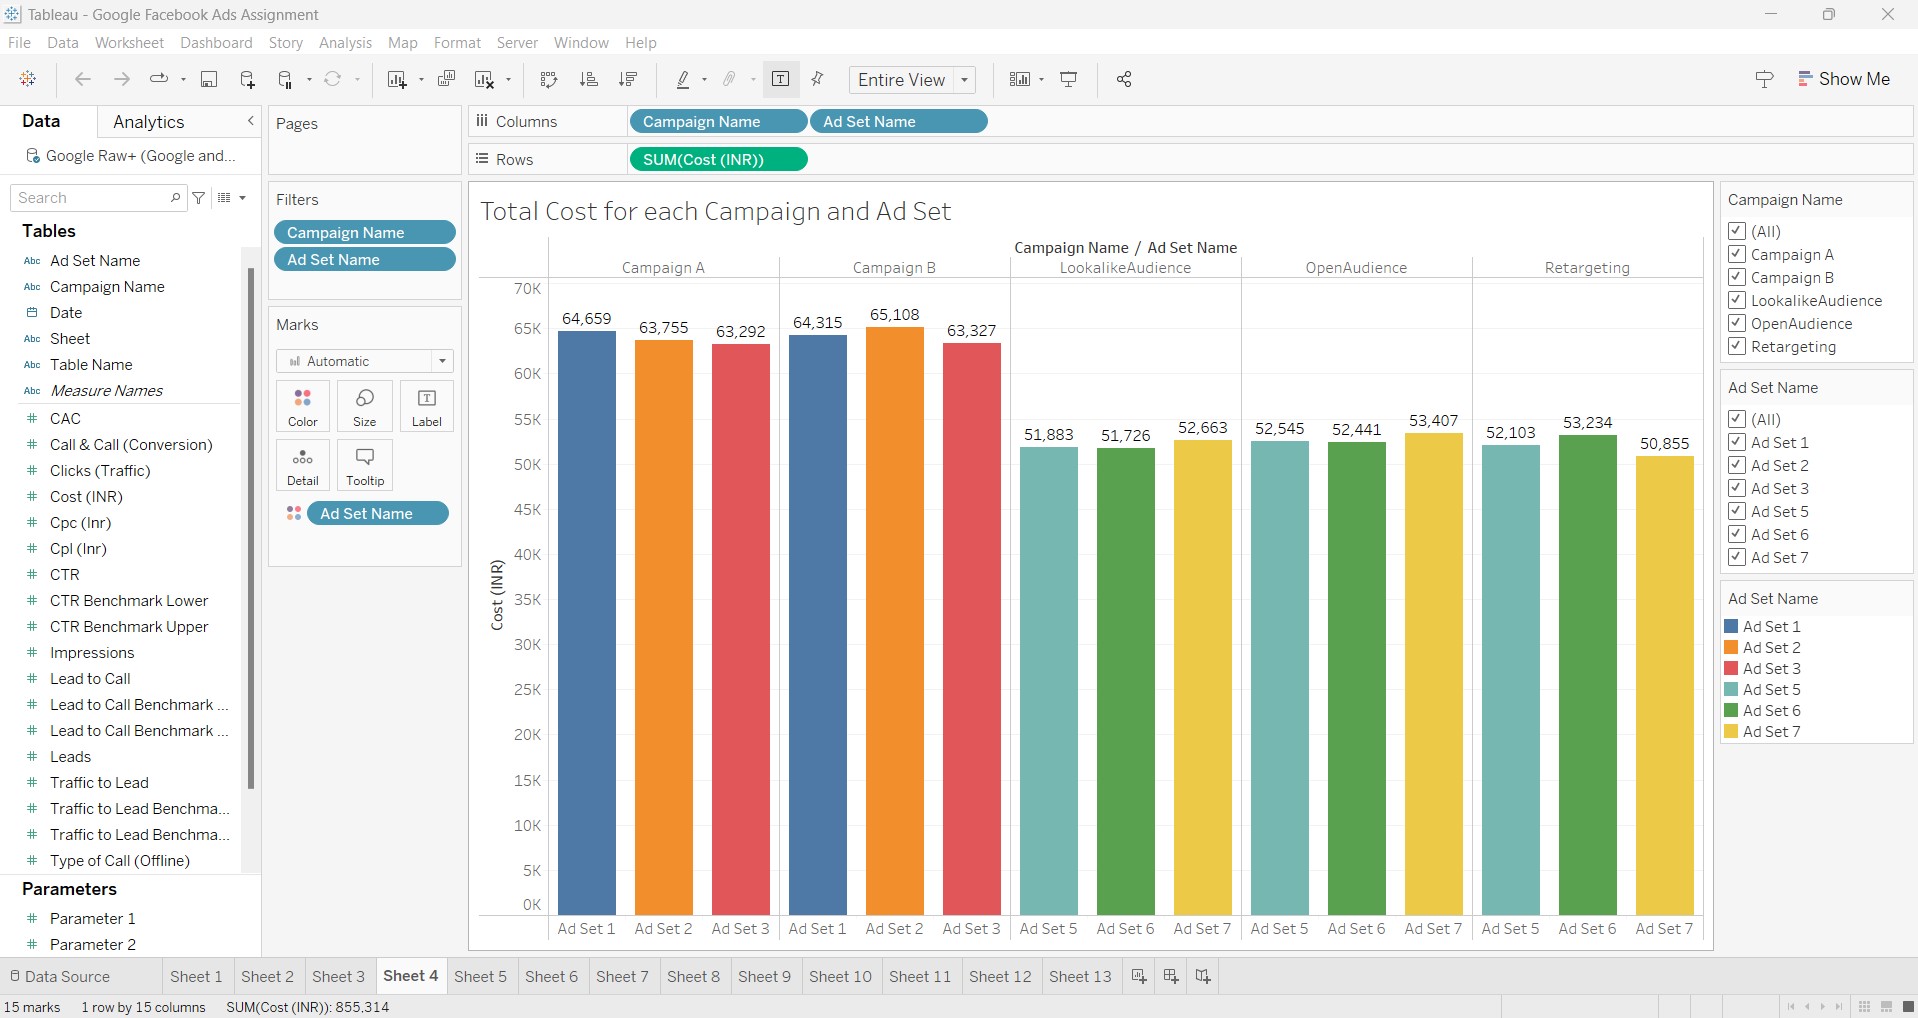 Tableau - Google Facebook Ads Assignment
File Data Worksheet Dashboard Story Analysis Map Format Server Window Help
Entire View
Show Me
Data Analytics
Google Raw+ (Google and...
Search
Tables
Abc Ad Set Name
Abc Campaign Name
Date
Abc Sheet
Abc Table Name
Abc Measure Names
# CAC
# Call & Call (Conversion)
# Clicks (Traffic)
# Cost (INR)
# Cpc (Inr)
# Cpl (Inr)
# CTR
# CTR Benchmark Lower
# CTR Benchmark Upper
# Impressions
# Lead to Call
# Lead to Call Benchmark ...
# Lead to Call Benchmark ...
# Leads
# Traffic to Lead
# Traffic to Lead Benchma...
# Traffic to Lead Benchma...
# Type of Call (Offline)
Parameters
# Parameter 1
# Parameter 2
Pages
Filters
Campaign Name
Ad Set Name
Marks
Automatic
Color Size Label
Detail Tooltip
Ad Set Name
Columns Campaign Name Ad Set Name
Rows SUM(Cost (INR))
Total Cost for each Campaign and Ad Set
Campaign Name / Ad Set Name
Campaign A Campaign B LookalikeAudience OpenAudience Retargeting
70K
65K
60K
55K
50K
45K
40K
35K
30K
25K
20K
15K
10K
5K
0K
Cost (INR)
64,659 63,755 63,292 64,315 65,108 63,327 51,883 51,726 52,663 52,545 52,441 53,407 52,103 53,234 50,855
Ad Set 1 Ad Set 2 Ad Set 3 Ad Set 1 Ad Set 2 Ad Set 3 Ad Set 5 Ad Set 6 Ad Set 7 Ad Set 5 Ad Set 6 Ad Set 7 Ad Set 5 Ad Set 6 Ad Set 7
Campaign Name
(All)
Campaign A
Campaign B
LookalikeAudience
OpenAudience
Retargeting
Ad Set Name
(All)
Ad Set 1
Ad Set 2
Ad Set 3
Ad Set 5
Ad Set 6
Ad Set 7
Ad Set Name
Ad Set 1
Ad Set 2
Ad Set 3
Ad Set 5
Ad Set 6
Ad Set 7
Data Source Sheet 1 Sheet 2 Sheet 3 Sheet 4 Sheet 5 Sheet 6 Sheet 7 Sheet 8 Sheet 9 Sheet 10 Sheet 11 Sheet 12 Sheet 13
15 marks 1 row by 15 columns SUM(Cost (INR)): 855,314